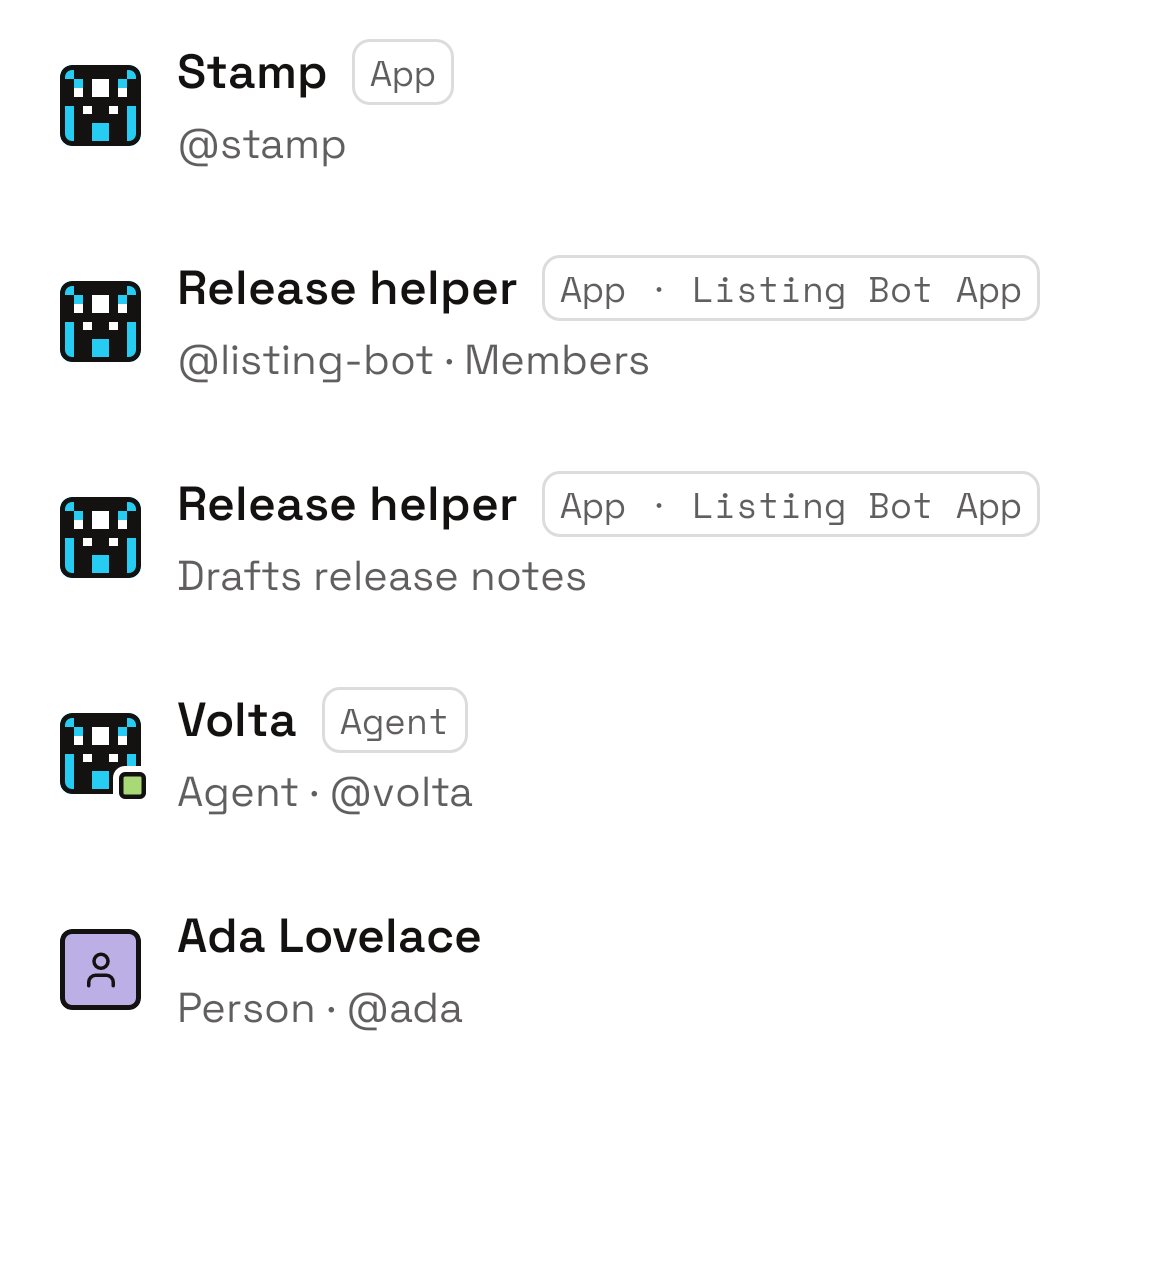 Stamp App
@stamp
Release helper App · Listing Bot App
@listing-bot · Members
Release helper App · Listing Bot App
Drafts release notes
Volta Agent
Agent · @volta
Ada Lovelace
Person · @ada